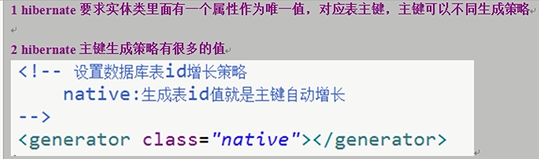 1 hibernate 要求实体类里面有一个属性作为唯一值，对应表主键，主键可以不同生成策略
2 hibernate 主键生成策略有很多的值
<!-- 设置数据库表id增长策略
native:生成表id值就是主键自动增长
-->
<generator class="native"></generator>